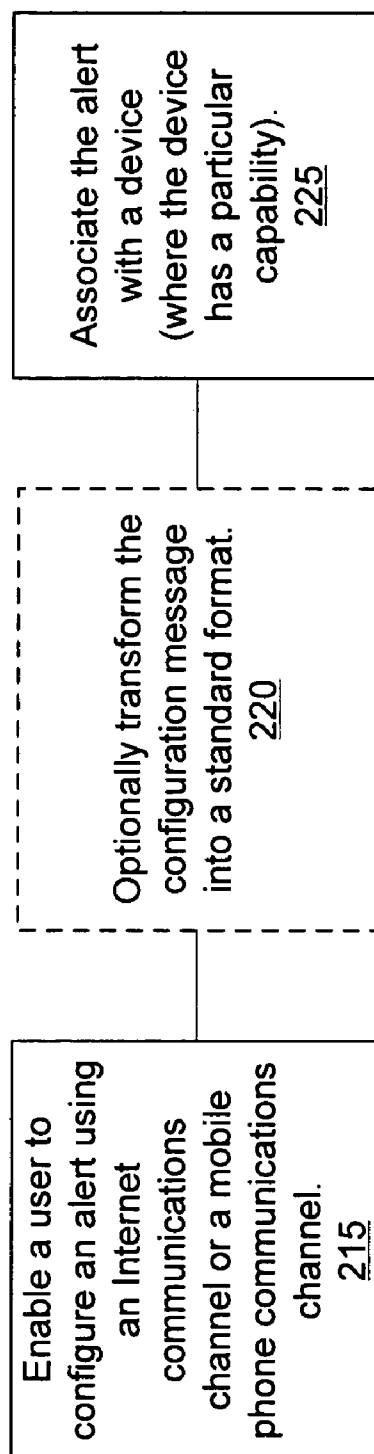 Enable a user to
configure an alert using
an Internet
communications
channel or a mobile
phone communications
channel.
215
Optionally transform the
configuration message
into a standard format.
220
Associate the alert
with a device
(where the device
has a particular
capability).
225